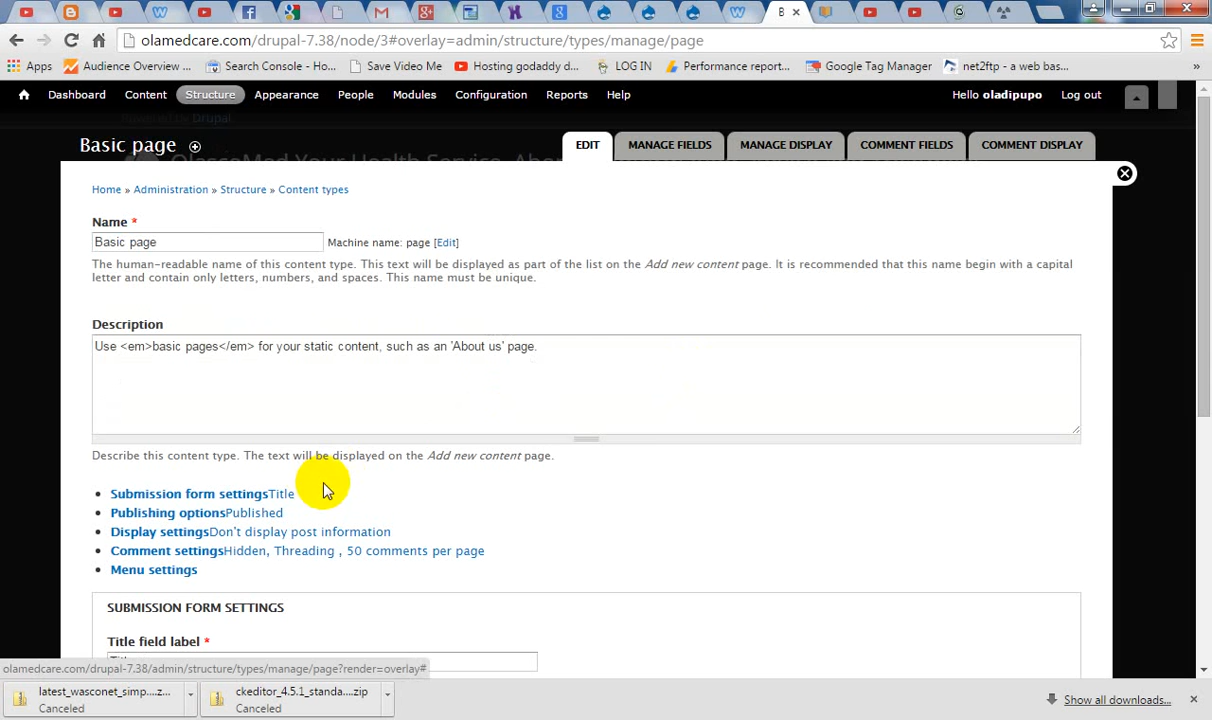 B
olamedcare.com/drupal-7.38/node/3#overlay=admin/structure/types/manage/page
Apps Audience Overview ... Search Console - Ho... Save Video Me Hosting godaddy d... LOG IN Performance report... Google Tag Manager net2ftp - a web bas... »
Dashboard Content Structure Appearance People Modules Configuration Reports Help Hello oladipupo Log out
Powered by Drupal
Basic page EDIT MANAGE FIELDS MANAGE DISPLAY COMMENT FIELDS COMMENT DISPLAY
Home » Administration » Structure » Content types
Name *
Basic page Machine name: page [Edit]
The human-readable name of this content type. This text will be displayed as part of the list on the Add new content page. It is recommended that this name begin with a capital
letter and contain only letters, numbers, and spaces. This name must be unique.
Description
Use <em>basic pages</em> for your static content, such as an 'About us' page.
Describe this content type. The text will be displayed on the Add new content page.
Submission form settingsTitle
Publishing optionsPublished
Display settingsDon't display post information
Comment settingsHidden, Threading , 50 comments per page
Menu settings
SUBMISSION FORM SETTINGS
Title field label *
olamedcare.com/drupal-7.38/admin/structure/types/manage/page?render=overlay#
latest_wasconet_simp....z... ckeditor_4.5.1_standa....zip Show all downloads...
Canceled Canceled